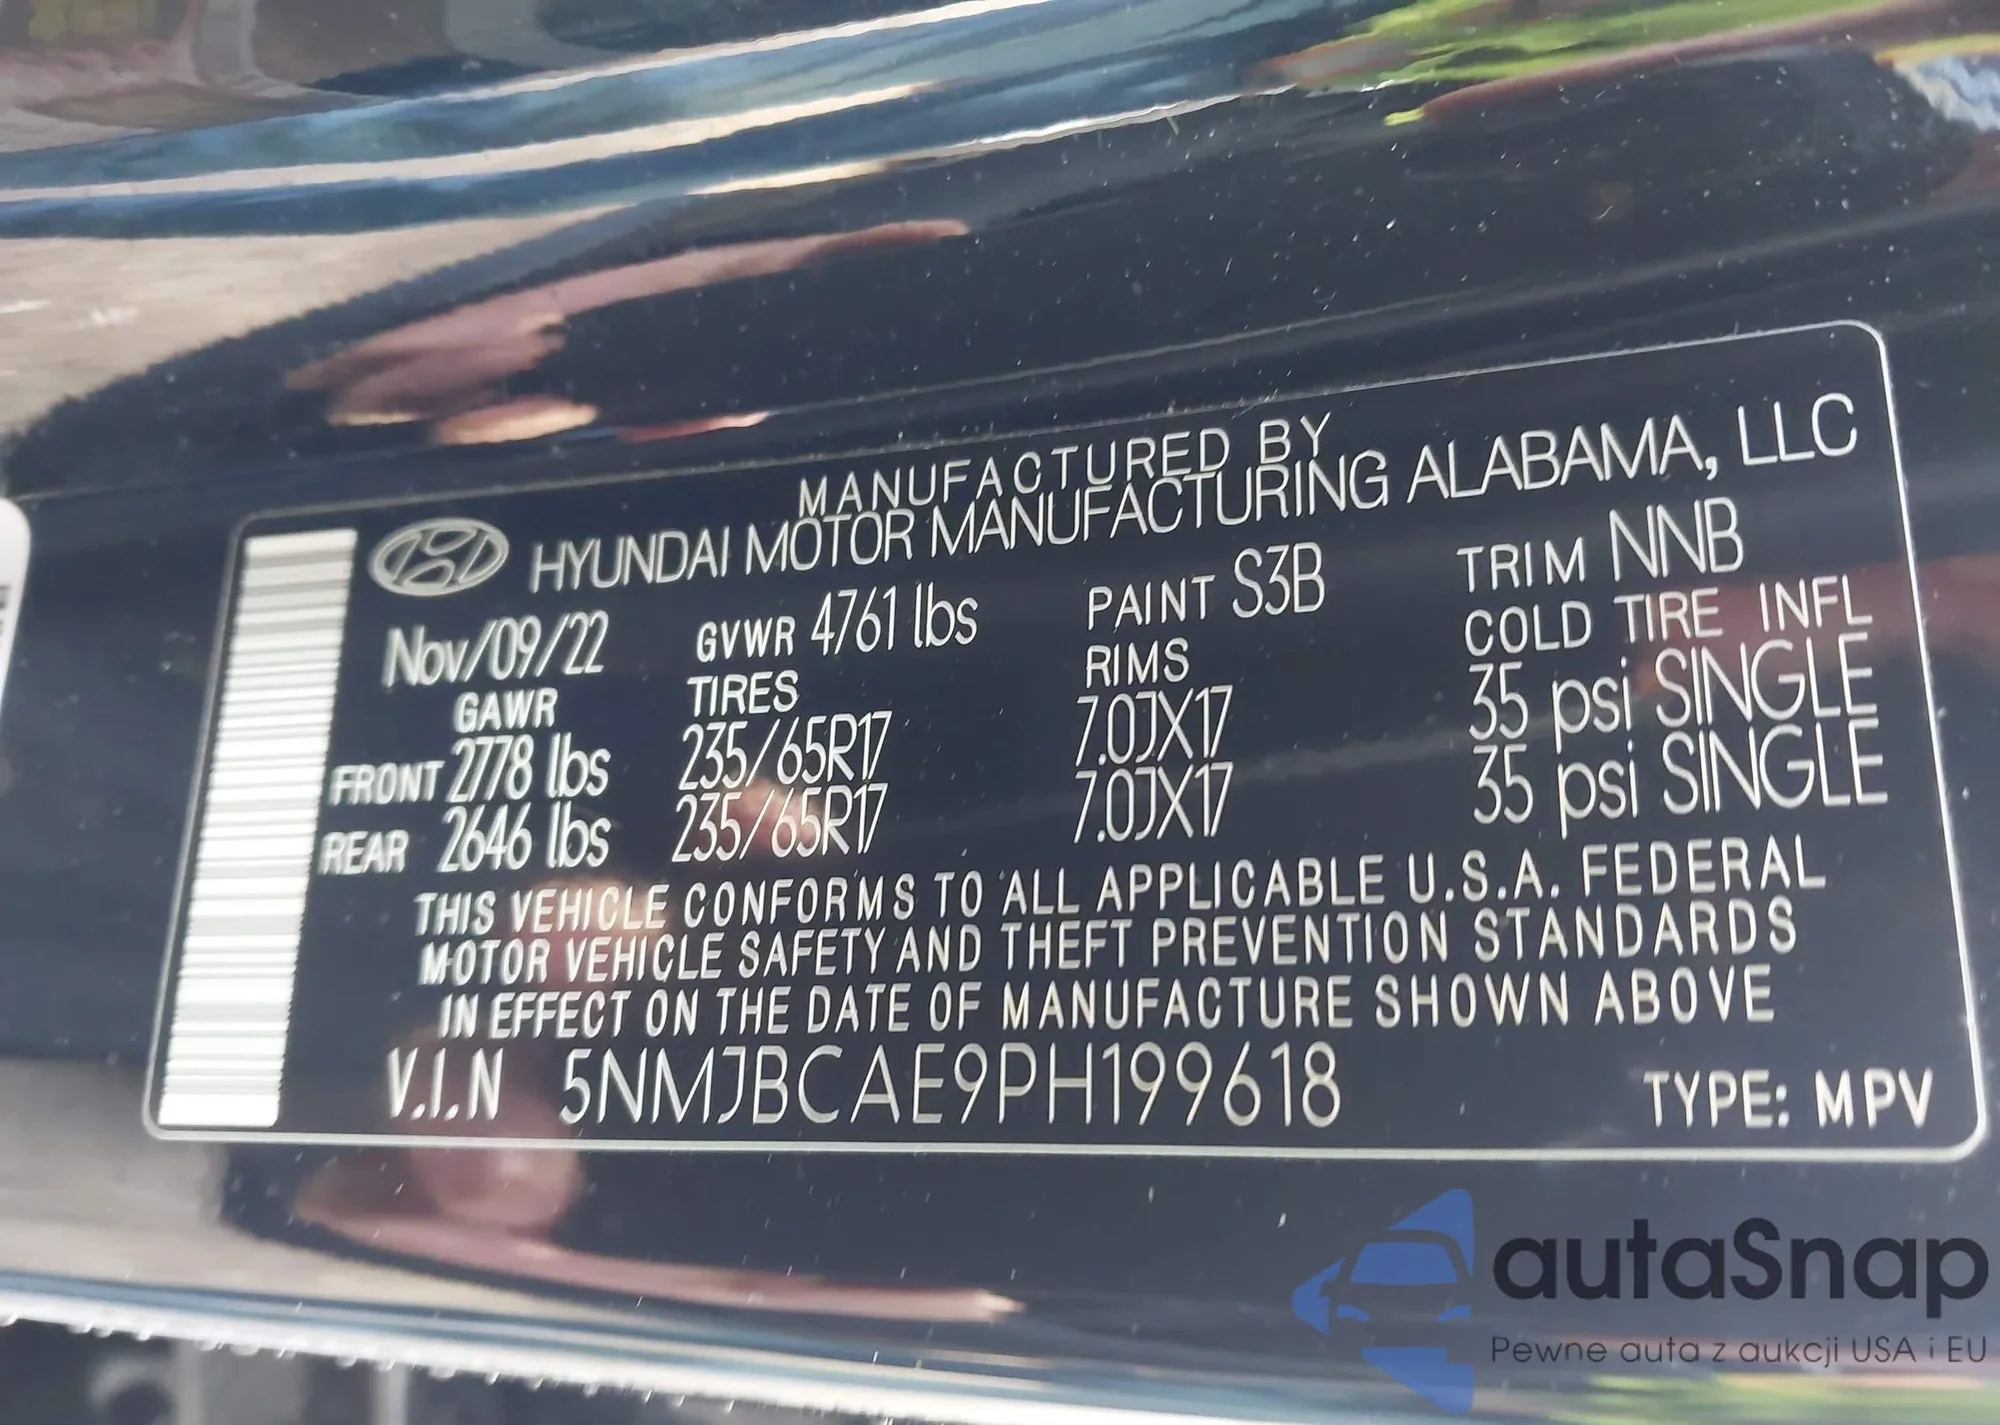 MANUFACTURED BY
HYUNDAI MOTOR MANUFACTURING ALABAMA, LLC
Nov/09/22 GVWR 4761 lbs PAINT S3B TRIM NNB
GAWR TIRES RIMS COLD TIRE INFL
FRONT 2778 lbs 235/65R17 7.0JX17 35 psi SINGLE
REAR 2646 lbs 235/65R17 7.0JX17 35 psi SINGLE
THIS VEHICLE CONFORMS TO ALL APPLICABLE U.S.A. FEDERAL
MOTOR VEHICLE SAFETY AND THEFT PREVENTION STANDARDS
IN EFFECT ON THE DATE OF MANUFACTURE SHOWN ABOVE
V.I.N 5NMJBCAE9PH199618 TYPE: MPV
autaSnap
Pewne auta z aukcji USA i EU